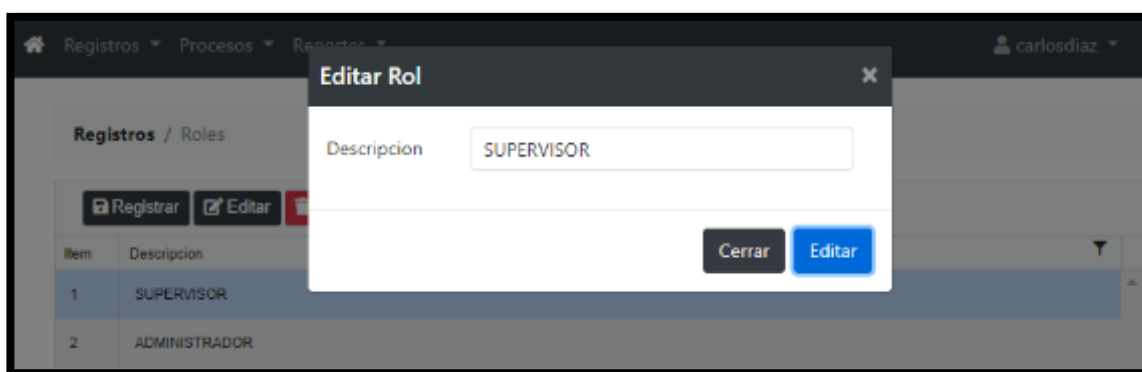 Registros Procesos Reportes carlosdiaz
Editar Rol
Registros / Roles
Descripcion SUPERVISOR
Registrar Editar
Cerrar Editar
Item Descripcion
1 SUPERVISOR
2 ADMINISTRADOR